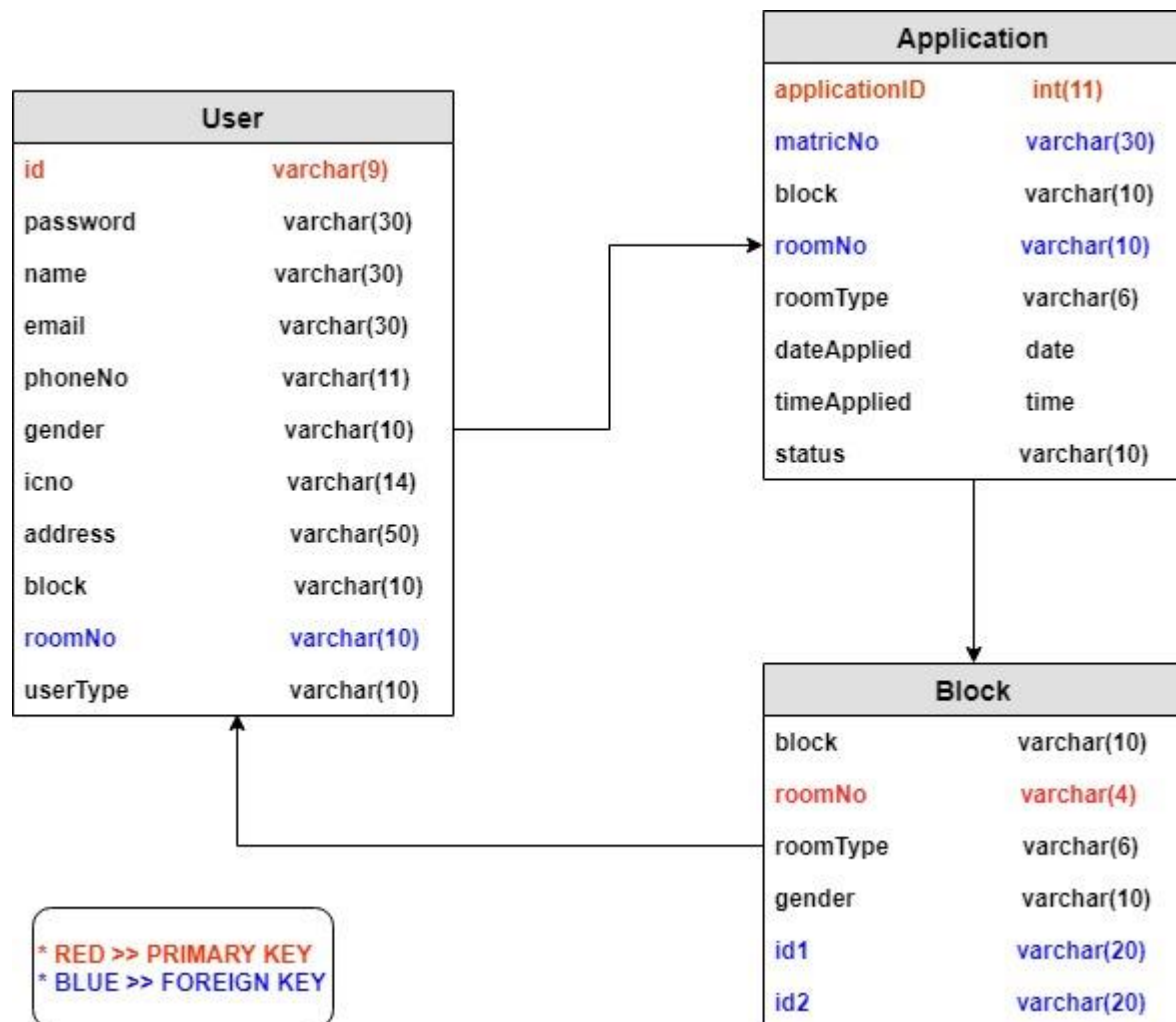 User
id varchar(9)
password varchar(30)
name varchar(30)
email varchar(30)
phoneNo varchar(11)
gender varchar(10)
icno varchar(14)
address varchar(50)
block varchar(10)
roomNo varchar(10)
userType varchar(10)
Application
applicationID int(11)
matricNo varchar(30)
block varchar(10)
roomNo varchar(10)
roomType varchar(6)
dateApplied date
timeApplied time
status varchar(10)
Block
block varchar(10)
roomNo varchar(4)
roomType varchar(6)
gender varchar(10)
id1 varchar(20)
id2 varchar(20)
* RED >> PRIMARY KEY
* BLUE >> FOREIGN KEY